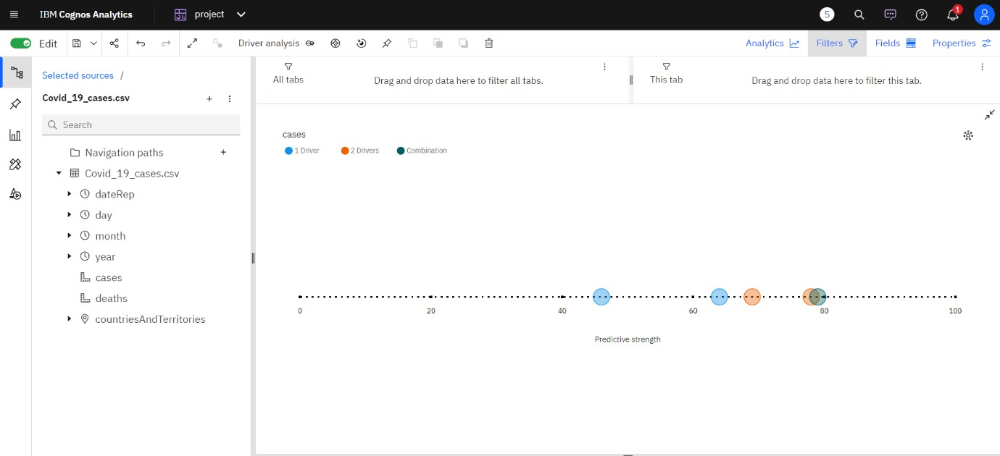 IBM Cognos Analytics
project
5
1
Edit
Driver analysis
Analytics
Filters
Fields
Properties
Selected sources /
Covid_19_cases.csv
Search
Navigation paths
Covid_19_cases.csv
dateRep
day
month
year
cases
deaths
countriesAndTerritories
All tabs
Drag and drop data here to filter all tabs.
This tab
Drag and drop data here to filter this tab.
cases
1 Driver
2 Drivers
Combination
0
20
40
60
80
100
Predictive strength